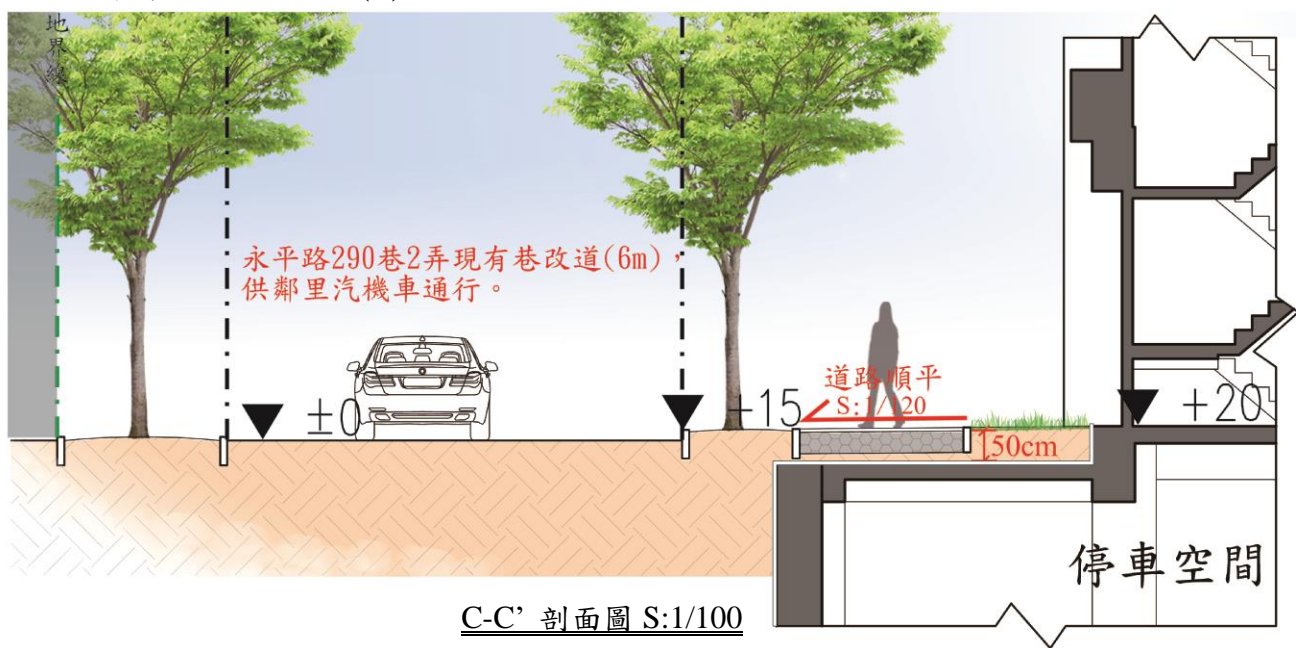 地界線
永平路290巷2弄現有巷改道(6m)，
供鄰里汽機車通行。
±0
+15
道路順平
S:1/120
+20
50cm
停車空間
C-C’ 剖面圖 S:1/100